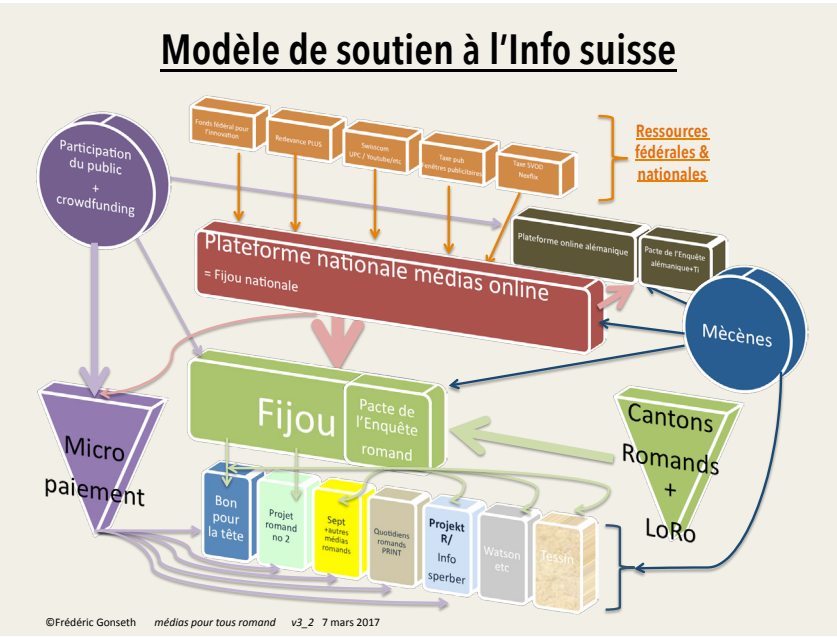 Modèle de soutien à l'Info suisse
Fonds fédéral pour
l'innovation
Redevance PLUS
Swisscom
UPC / Youtube/etc
Taxe pub
Fenêtres publicitaires
Taxe SVOD
Nexflix
Ressources
fédérales &
nationales
Participation
du public
+
crowdfunding
Plateforme online alémanique
Pacte de l'Enquête
alémanique+Ti
Plateforme nationale médias online
= Fijou nationale
Mècènes
Fijou
Pacte de
l'Enquête
romand
Cantons
Romands
+
LoRo
Micro
paiement
Bon
pour
la tête
Projet
romand
no 2
Sept
+autres
médias
romands
Quotidiens
romands
PRINT
Projekt
R/
Info
sperber
Watson
etc
Tessin
©Frédéric Gonseth médias pour tous romand v3_2 7 mars 2017